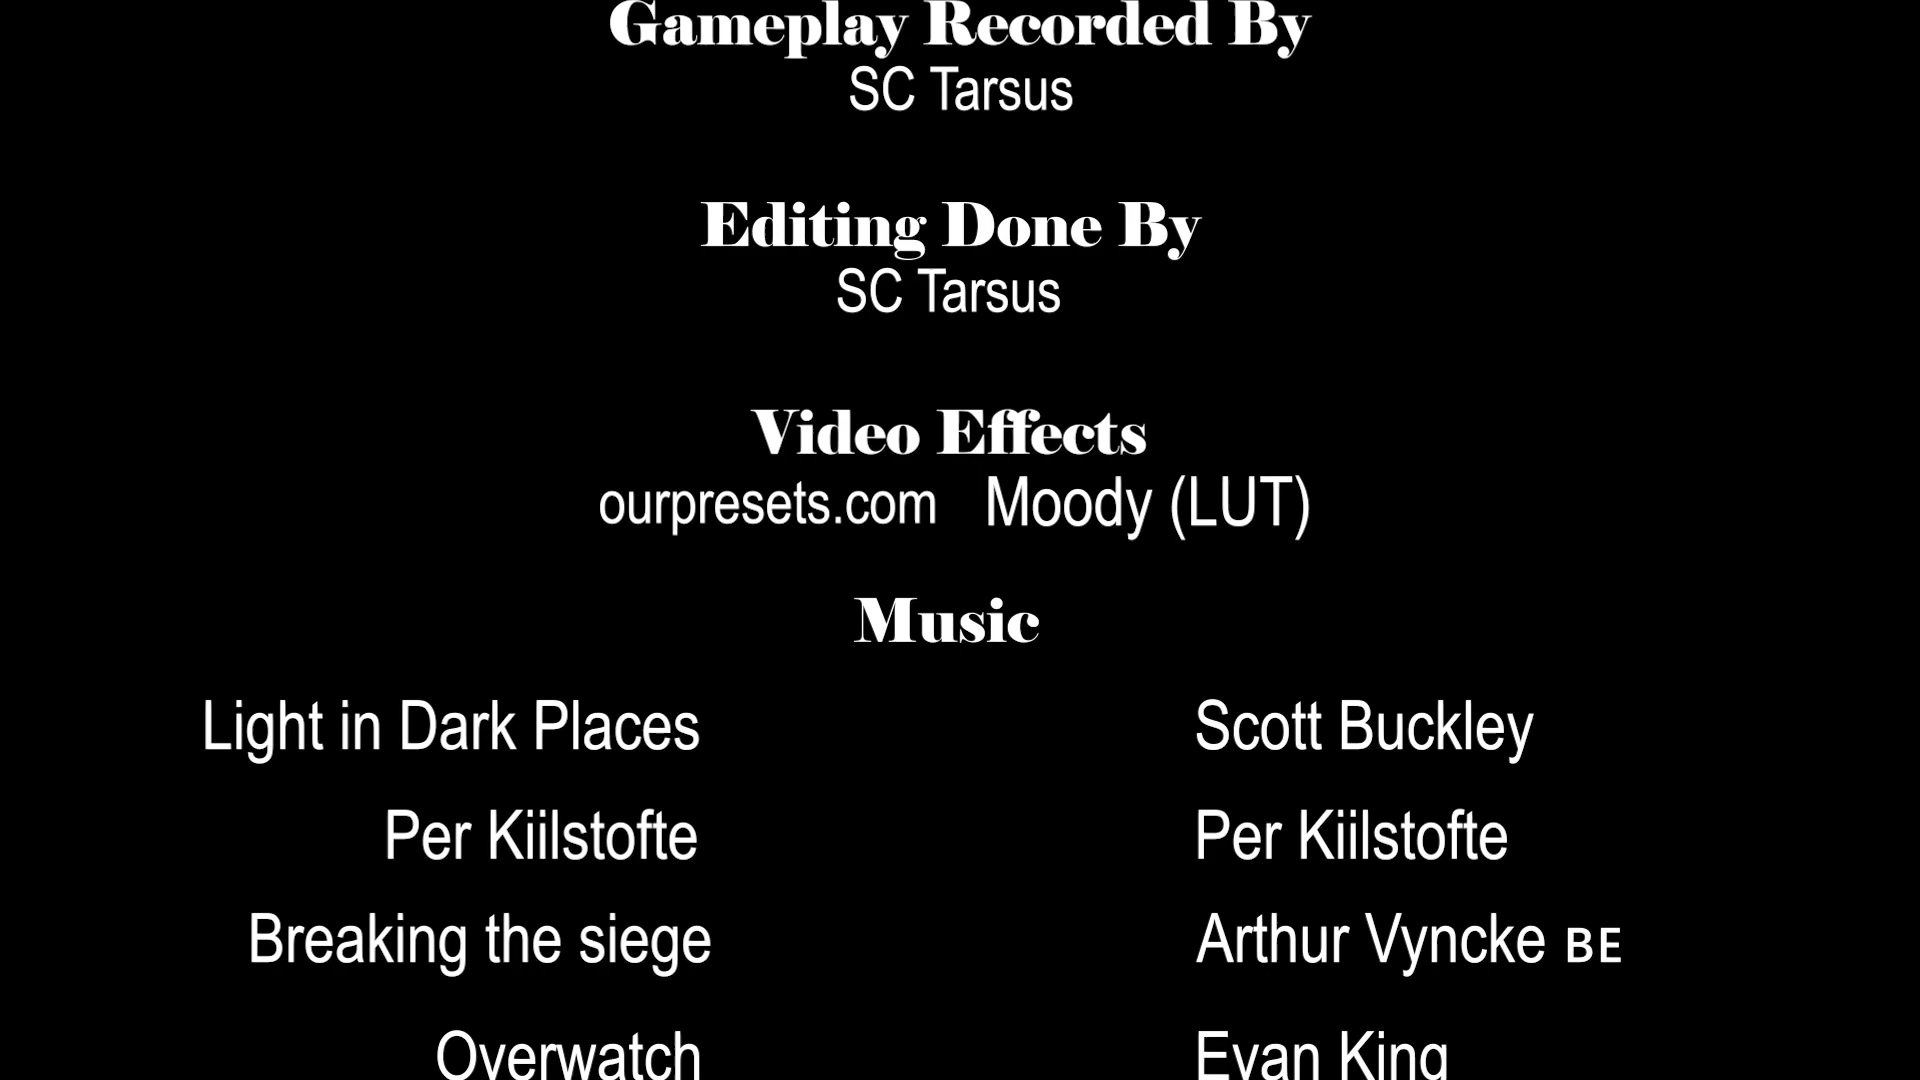 Gameplay Recorded By
SC Tarsus
Editing Done By
SC Tarsus
Video Effects
ourpresets.com Moody (LUT)
Music
Light in Dark Places Scott Buckley
Per Kiilstofte Per Kiilstofte
Breaking the siege Arthur Vyncke BE
Overwatch Evan King